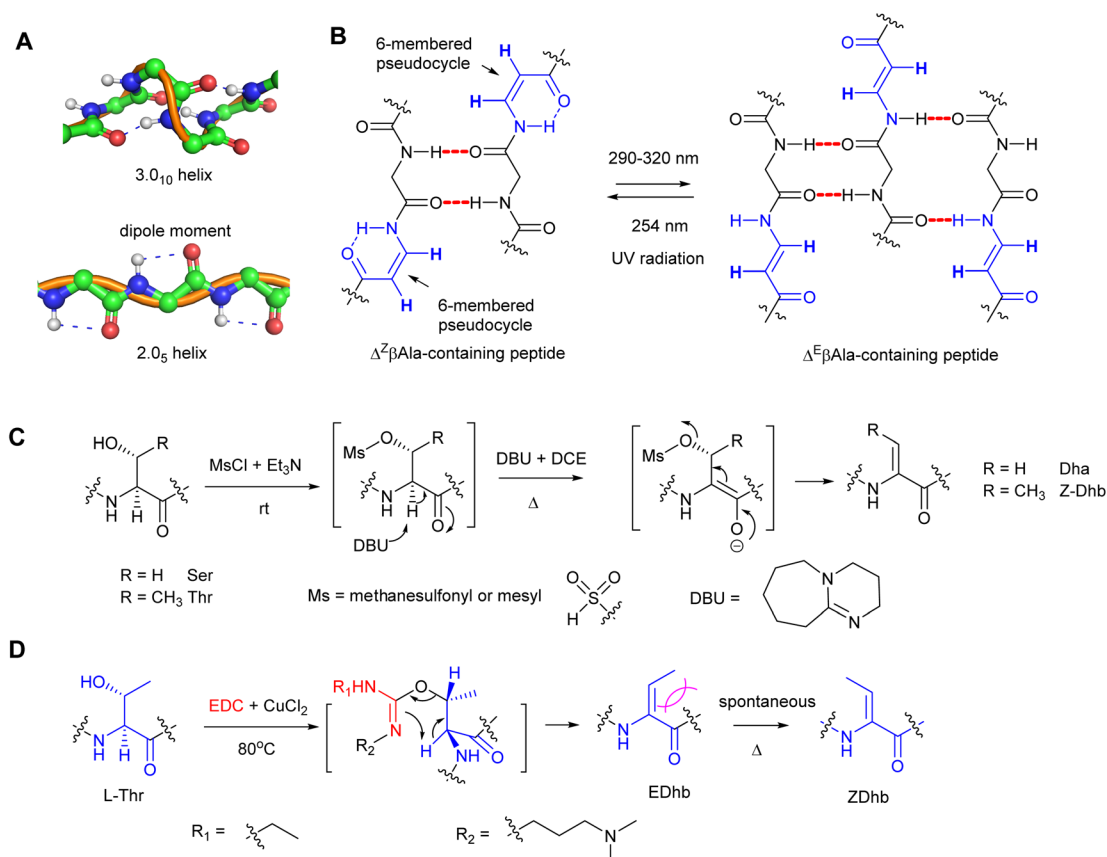 A
3.0₁₀ helix
dipole moment
2.0₅ helix
B
6-membered
pseudocycle
H
H
O
N
H
O
N
H
O
N
H
O
O
H
N
H
N
O
O
H
H
6-membered
pseudocycle
Δ^ZβAla-containing peptide
290-320 nm
254 nm
UV radiation
O
H
H
N
H
O
O
N
H
O
N
H
O
H
N
O
H
N
O
H
N
H
H
O
H
N
H
H
O
Δ^EβAla-containing peptide
C
HO
R
N
H
H
O
MsCl + Et₃N
rt
MsO
R
N
H
H
O
DBU
DBU + DCE
Δ
MsO
R
N
H
O
⊖
R
N
H
O
R = H Dha
R = CH₃ Z-Dhb
R = H Ser
R = CH₃ Thr
Ms = methanesulfonyl or mesyl
O
O
S
H
DBU =
N
N
D
HO
N
H
H
O
L-Thr
EDC + CuCl₂
80°C
R₁HN
O
H
N
R₂
H
O
NH
N
H
O
EDhb
spontaneous
Δ
N
H
O
ZDhb
R₁ =
R₂ =
N